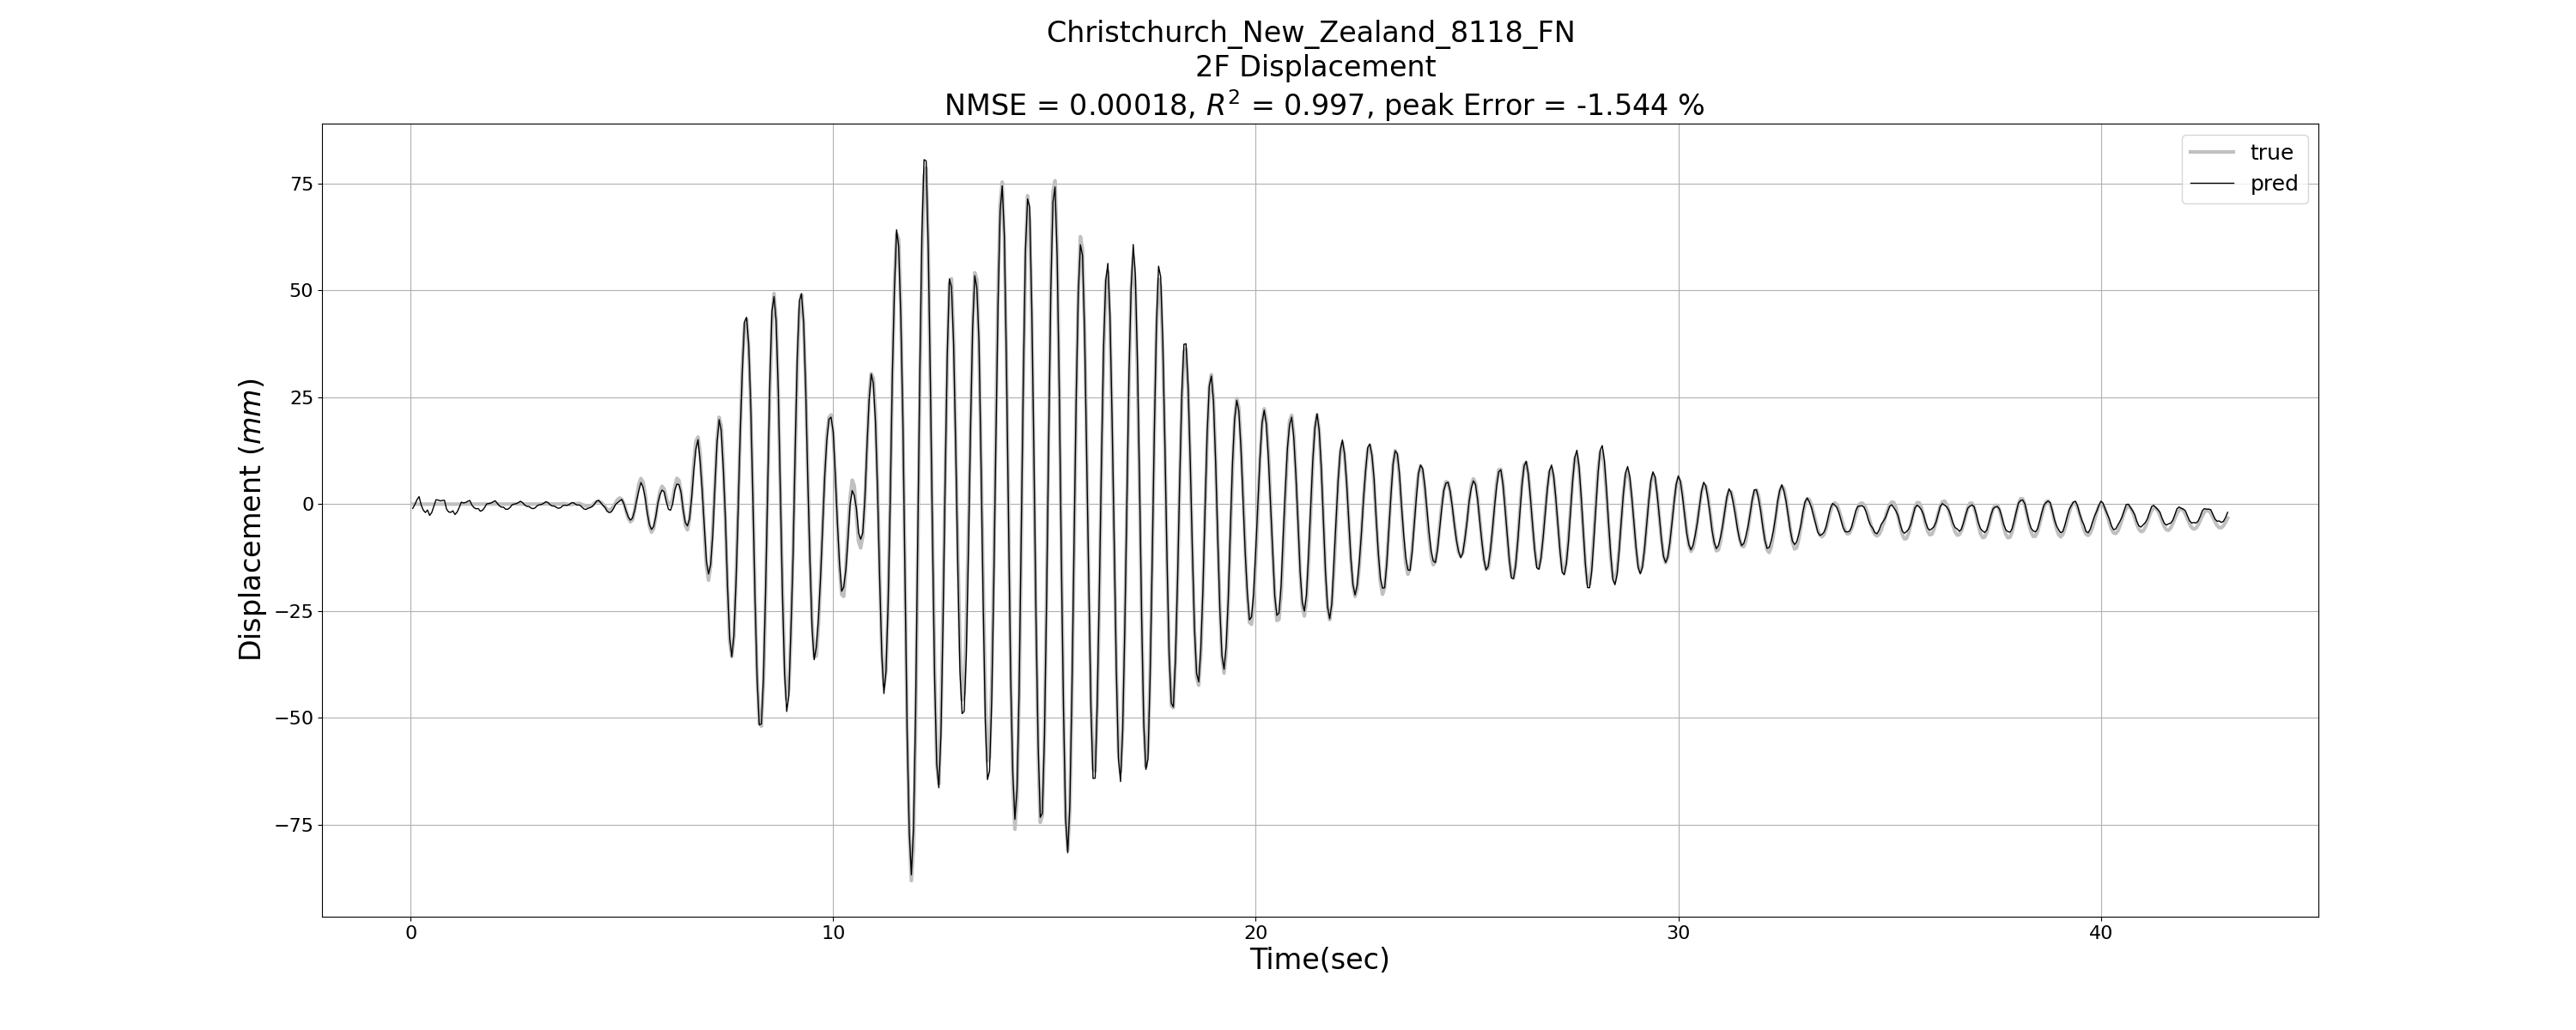 Christchurch_New_Zealand_8118_FN
2F Displacement
NMSE = 0.00018, R² = 0.997, peak Error = -1.544 %
true
pred
Displacement (mm)
75
50
25
0
−25
−50
−75
0 10 20 30 40
Time(sec)